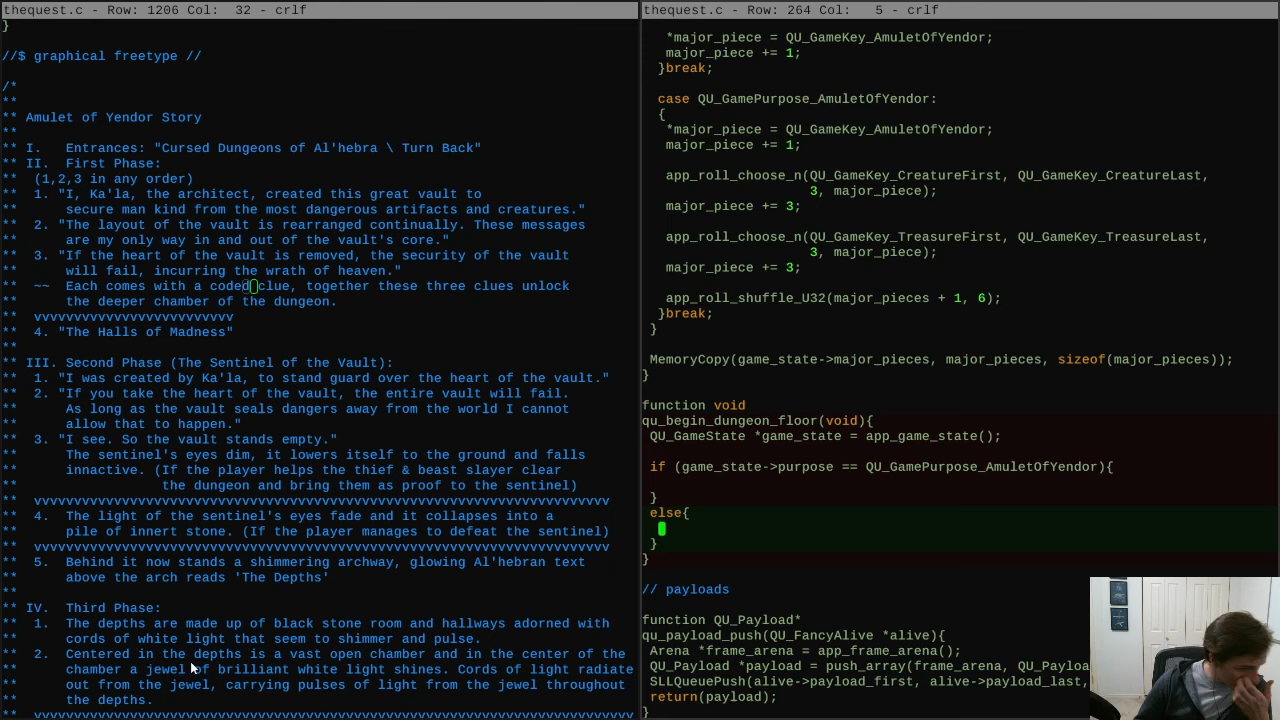 thequest.c - Row: 1206 Col:  32 - crlf
}
//$ graphical freetype //
/*
**
** Amulet of Yendor Story
**
** I.   Entrances: "Cursed Dungeons of Al'hebra \ Turn Back"
** II.  First Phase:
**  (1,2,3 in any order)
**  1. "I, Ka'la, the architect, created this great vault to
**      secure man kind from the most dangerous artifacts and creatures."
**  2. "The layout of the vault is rearranged continually. These messages
**      are my only way in and out of the vault's core."
**  3. "If the heart of the vault is removed, the security of the vault
**      will fail, incurring the wrath of heaven."
**  ~~  Each comes with a coded clue, together these three clues unlock
**      the deeper chamber of the dungeon.
**  vvvvvvvvvvvvvvvvvvvvvvvvv
**  4. "The Halls of Madness"
**
** III. Second Phase (The Sentinel of the Vault):
**  1. "I was created by Ka'la, to stand guard over the heart of the vault."
**  2. "If you take the heart of the vault, the entire vault will fail.
**      As long as the vault seals dangers away from the world I cannot
**      allow that to happen."
**  3. "I see. So the vault stands empty."
**      The sentinel's eyes dim, it lowers itself to the ground and falls
**      innactive. (If the player helps the thief & beast slayer clear
**                  the dungeon and bring them as proof to the sentinel)
**  vvvvvvvvvvvvvvvvvvvvvvvvvvvvvvvvvvvvvvvvvvvvvvvvvvvvvvvvvvvvvvvvvvvvvvvv
**  4.  The light of the sentinel's eyes fade and it collapses into a
**      pile of innert stone. (If the player manages to defeat the sentinel)
**  vvvvvvvvvvvvvvvvvvvvvvvvvvvvvvvvvvvvvvvvvvvvvvvvvvvvvvvvvvvvvvvvvvvvvvvv
**  5.  Behind it now stands a shimmering archway, glowing Al'hebran text
**      above the arch reads 'The Depths'
**
** IV.  Third Phase:
**  1.  The depths are made up of black stone room and hallways adorned with
**      cords of white light that seem to shimmer and pulse.
**  2.  Centered in the depths is a vast open chamber and in the center of the
**      chamber a jewel of brilliant white light shines. Cords of light radiate
**      out from the jewel, carrying pulses of light from the jewel throughout
**      the depths.
**  vvvvvvvvvvvvvvvvvvvvvvvvvvvvvvvvvvvvvvvvvvvvvvvvvvvvvvvvvvvvvvvvvvvvvvvvvvv
thequest.c - Row: 264 Col:   5 - crlf
*major_piece = QU_GameKey_AmuletOfYendor;
major_piece += 1;
}break;
case QU_GamePurpose_AmuletOfYendor:
{
*major_piece = QU_GameKey_AmuletOfYendor;
major_piece += 1;
app_roll_choose_n(QU_GameKey_CreatureFirst, QU_GameKey_CreatureLast,
3, major_piece);
major_piece += 3;
app_roll_choose_n(QU_GameKey_TreasureFirst, QU_GameKey_TreasureLast,
3, major_piece);
major_piece += 3;
app_roll_shuffle_U32(major_pieces + 1, 6);
}break;
}
MemoryCopy(game_state->major_pieces, major_pieces, sizeof(major_pieces));
}
function void
qu_begin_dungeon_floor(void){
QU_GameState *game_state = app_game_state();
if (game_state->purpose == QU_GamePurpose_AmuletOfYendor){
}
else{
}
}
// payloads
function QU_Payload*
qu_payload_push(QU_FancyAlive *alive){
Arena *frame_arena = app_frame_arena();
QU_Payload *payload = push_array(frame_arena, QU_Payloa
SLLQueuePush(alive->payload_first, alive->payload_last,
return(payload);
}